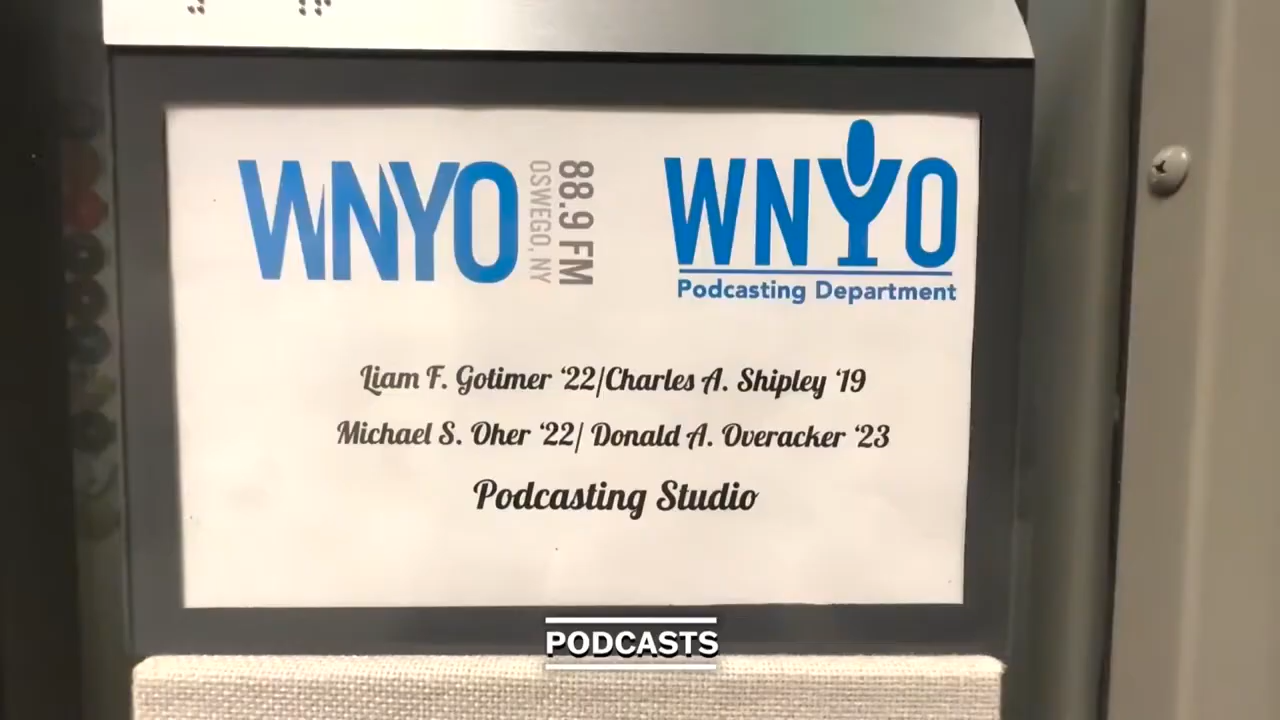 WNYO
88.9 FM
OSWEGO, NY
WNYO
Podcasting Department
Liam F. Gotimer ‘22/Charles A. Shipley ‘19
Michael S. Oher ‘22/ Donald A. Overacker ‘23
Podcasting Studio
PODCASTS